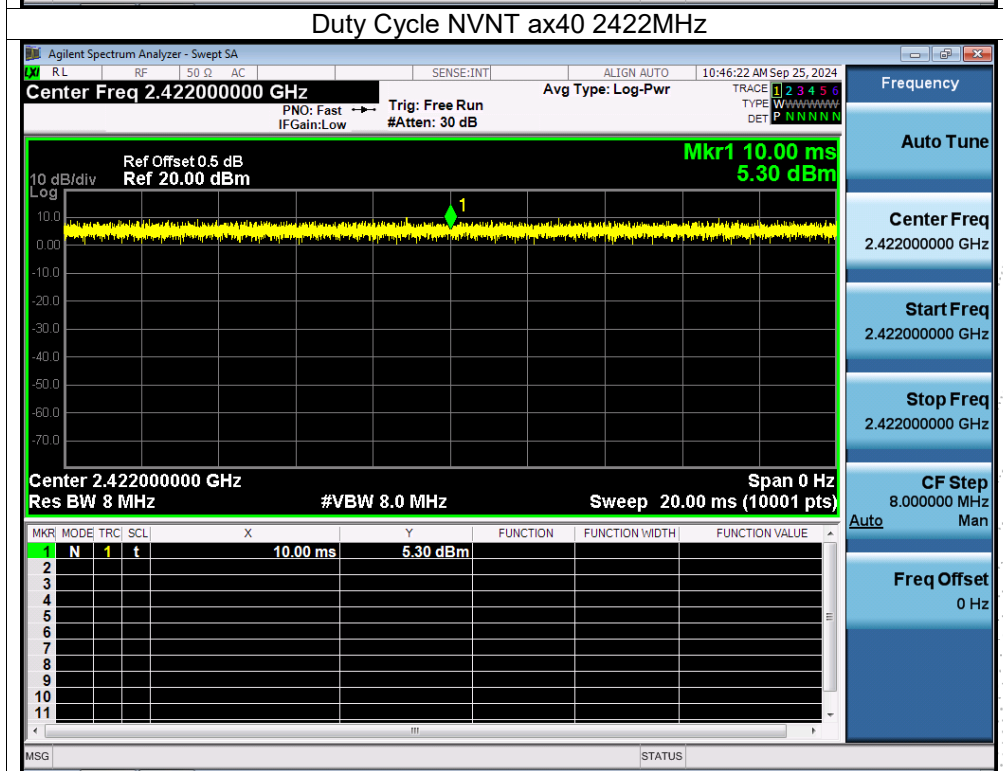 Duty Cycle NVNT ax40 2422MHz
Agilent Spectrum Analyzer - Swept SA
LXI RL RF 50 Ω AC SENSE:INT ALIGN AUTO 10:46:22 AM Sep 25, 2024
Center Freq 2.422000000 GHz
PNO: Fast
IFGain:Low
Trig: Free Run
#Atten: 30 dB
Avg Type: Log-Pwr
TRACE 1 2 3 4 5 6
TYPE WWWWWW
DET P N N N N N
Ref Offset 0.5 dB
10 dB/div Ref 20.00 dBm
Log
Mkr1 10.00 ms
5.30 dBm
1
10.0
0.00
-10.0
-20.0
-30.0
-40.0
-50.0
-60.0
-70.0
Center 2.422000000 GHz Span 0 Hz
Res BW 8 MHz #VBW 8.0 MHz Sweep 20.00 ms (10001 pts)
MKR MODE TRC SCL X Y FUNCTION FUNCTION WIDTH FUNCTION VALUE
1 N 1 t 10.00 ms 5.30 dBm
2
3
4
5
6
7
8
9
10
11
MSG STATUS
Frequency
Auto Tune
Center Freq
2.422000000 GHz
Start Freq
2.422000000 GHz
Stop Freq
2.422000000 GHz
CF Step
8.000000 MHz
Auto Man
Freq Offset
0 Hz